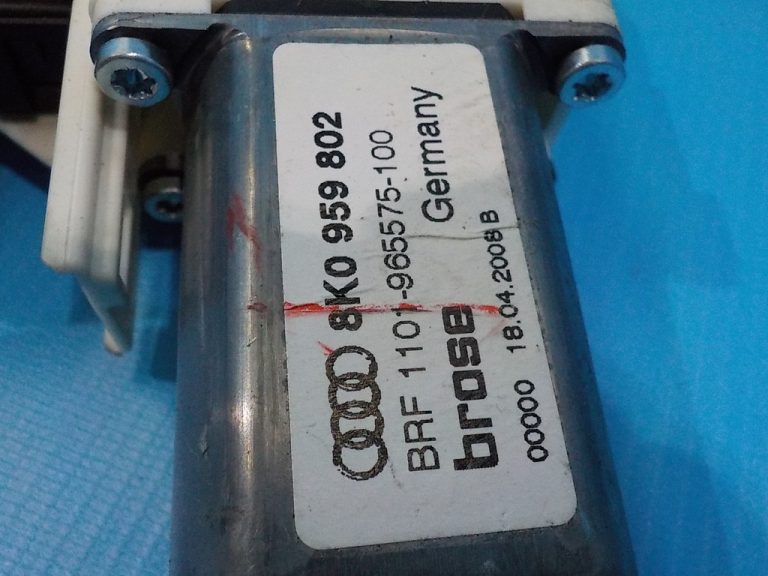 8K0 959 802
BRF 1101-965575-100
brose Germany
00000 18.04.2008 B